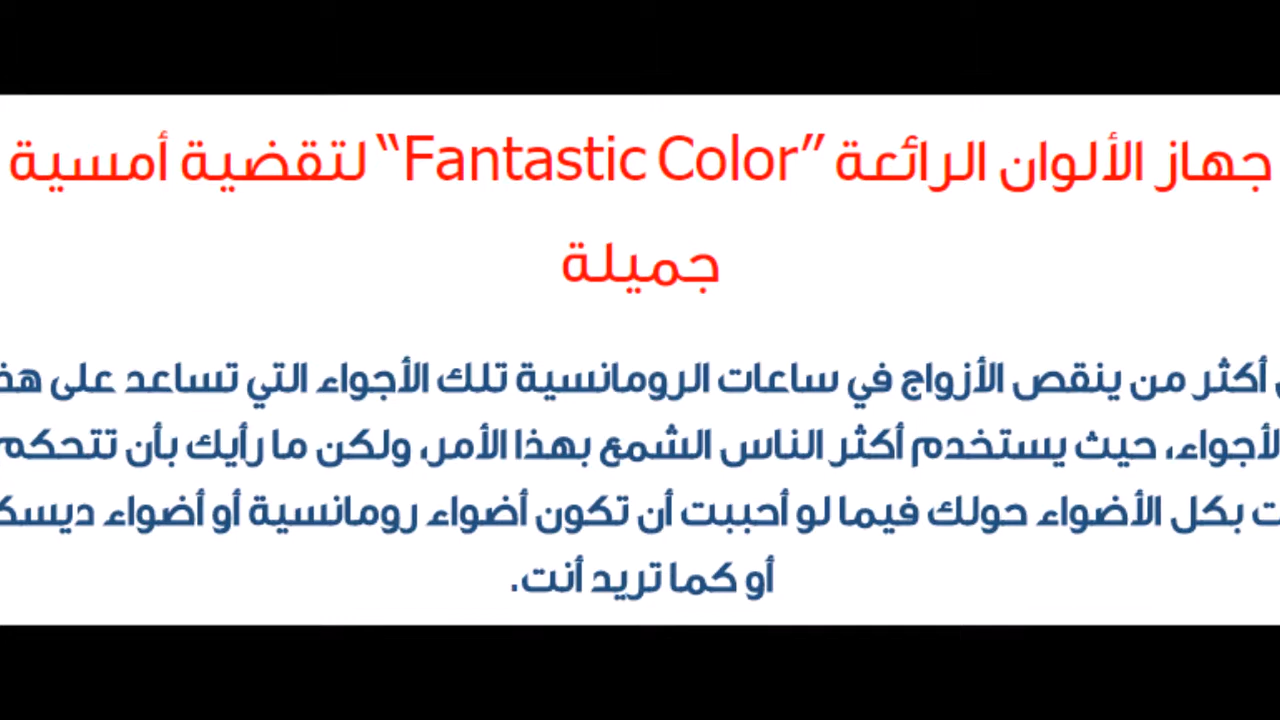 جهاز الألوان الرائعة “Fantastic Color” لتقضية أمسية
جميلة
أكثر من ينقص الأزواج في ساعات الرومانسية تلك الأجواء التي تساعد على
الأجواء، حيث يستخدم أكثر الناس الشمع بهذا الأمر، ولكن ما رأيك بأن تتحكم
بكل الأضواء حولك فيما لو أحببت أن تكون أضواء رومانسية أو أضواء
أو كما تريد أنت.